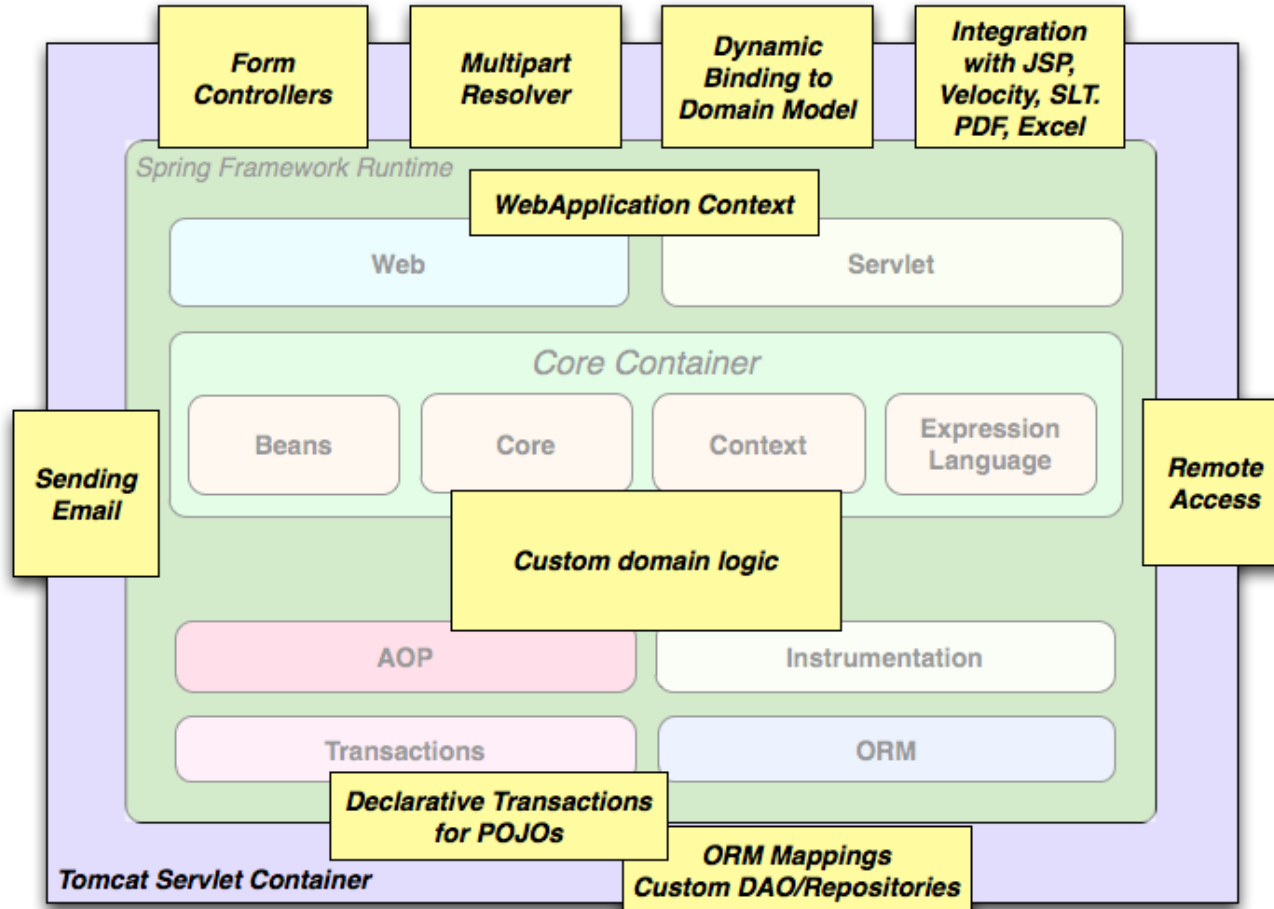 Form
Controllers
Multipart
Resolver
Dynamic
Binding to
Domain Model
Integration
with JSP,
Velocity, SLT.
PDF, Excel
Spring Framework Runtime
WebApplication Context
Web
Servlet
Core Container
Beans
Core
Context
Expression
Language
Sending
Email
Remote
Access
Custom domain logic
AOP
Instrumentation
Transactions
ORM
Declarative Transactions
for POJOs
ORM Mappings
Custom DAO/Repositories
Tomcat Servlet Container